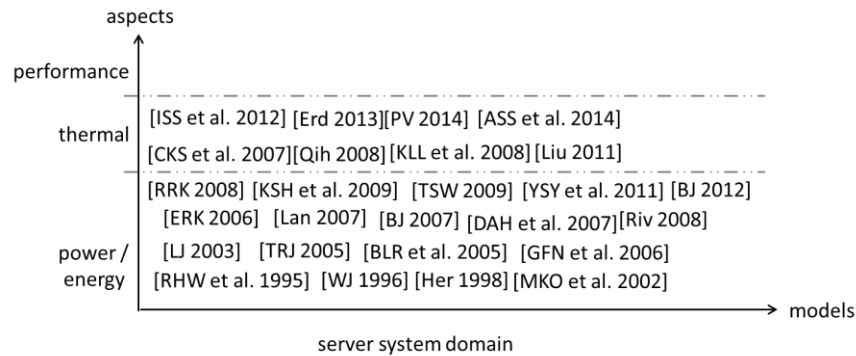 aspects
performance
thermal
[ISS et al. 2012] [Erd 2013][PV 2014] [ASS et al. 2014]
[CKS et al. 2007][Qih 2008] [KLL et al. 2008] [Liu 2011]
[RRK 2008] [KSH et al. 2009] [TSW 2009] [YSY et al. 2011] [BJ 2012]
[ERK 2006] [Lan 2007] [BJ 2007] [DAH et al. 2007][Riv 2008]
power /
energy
[LJ 2003] [TRJ 2005] [BLR et al. 2005] [GFN et al. 2006]
[RHW et al. 1995] [WJ 1996] [Her 1998] [MKO et al. 2002]
models
server system domain